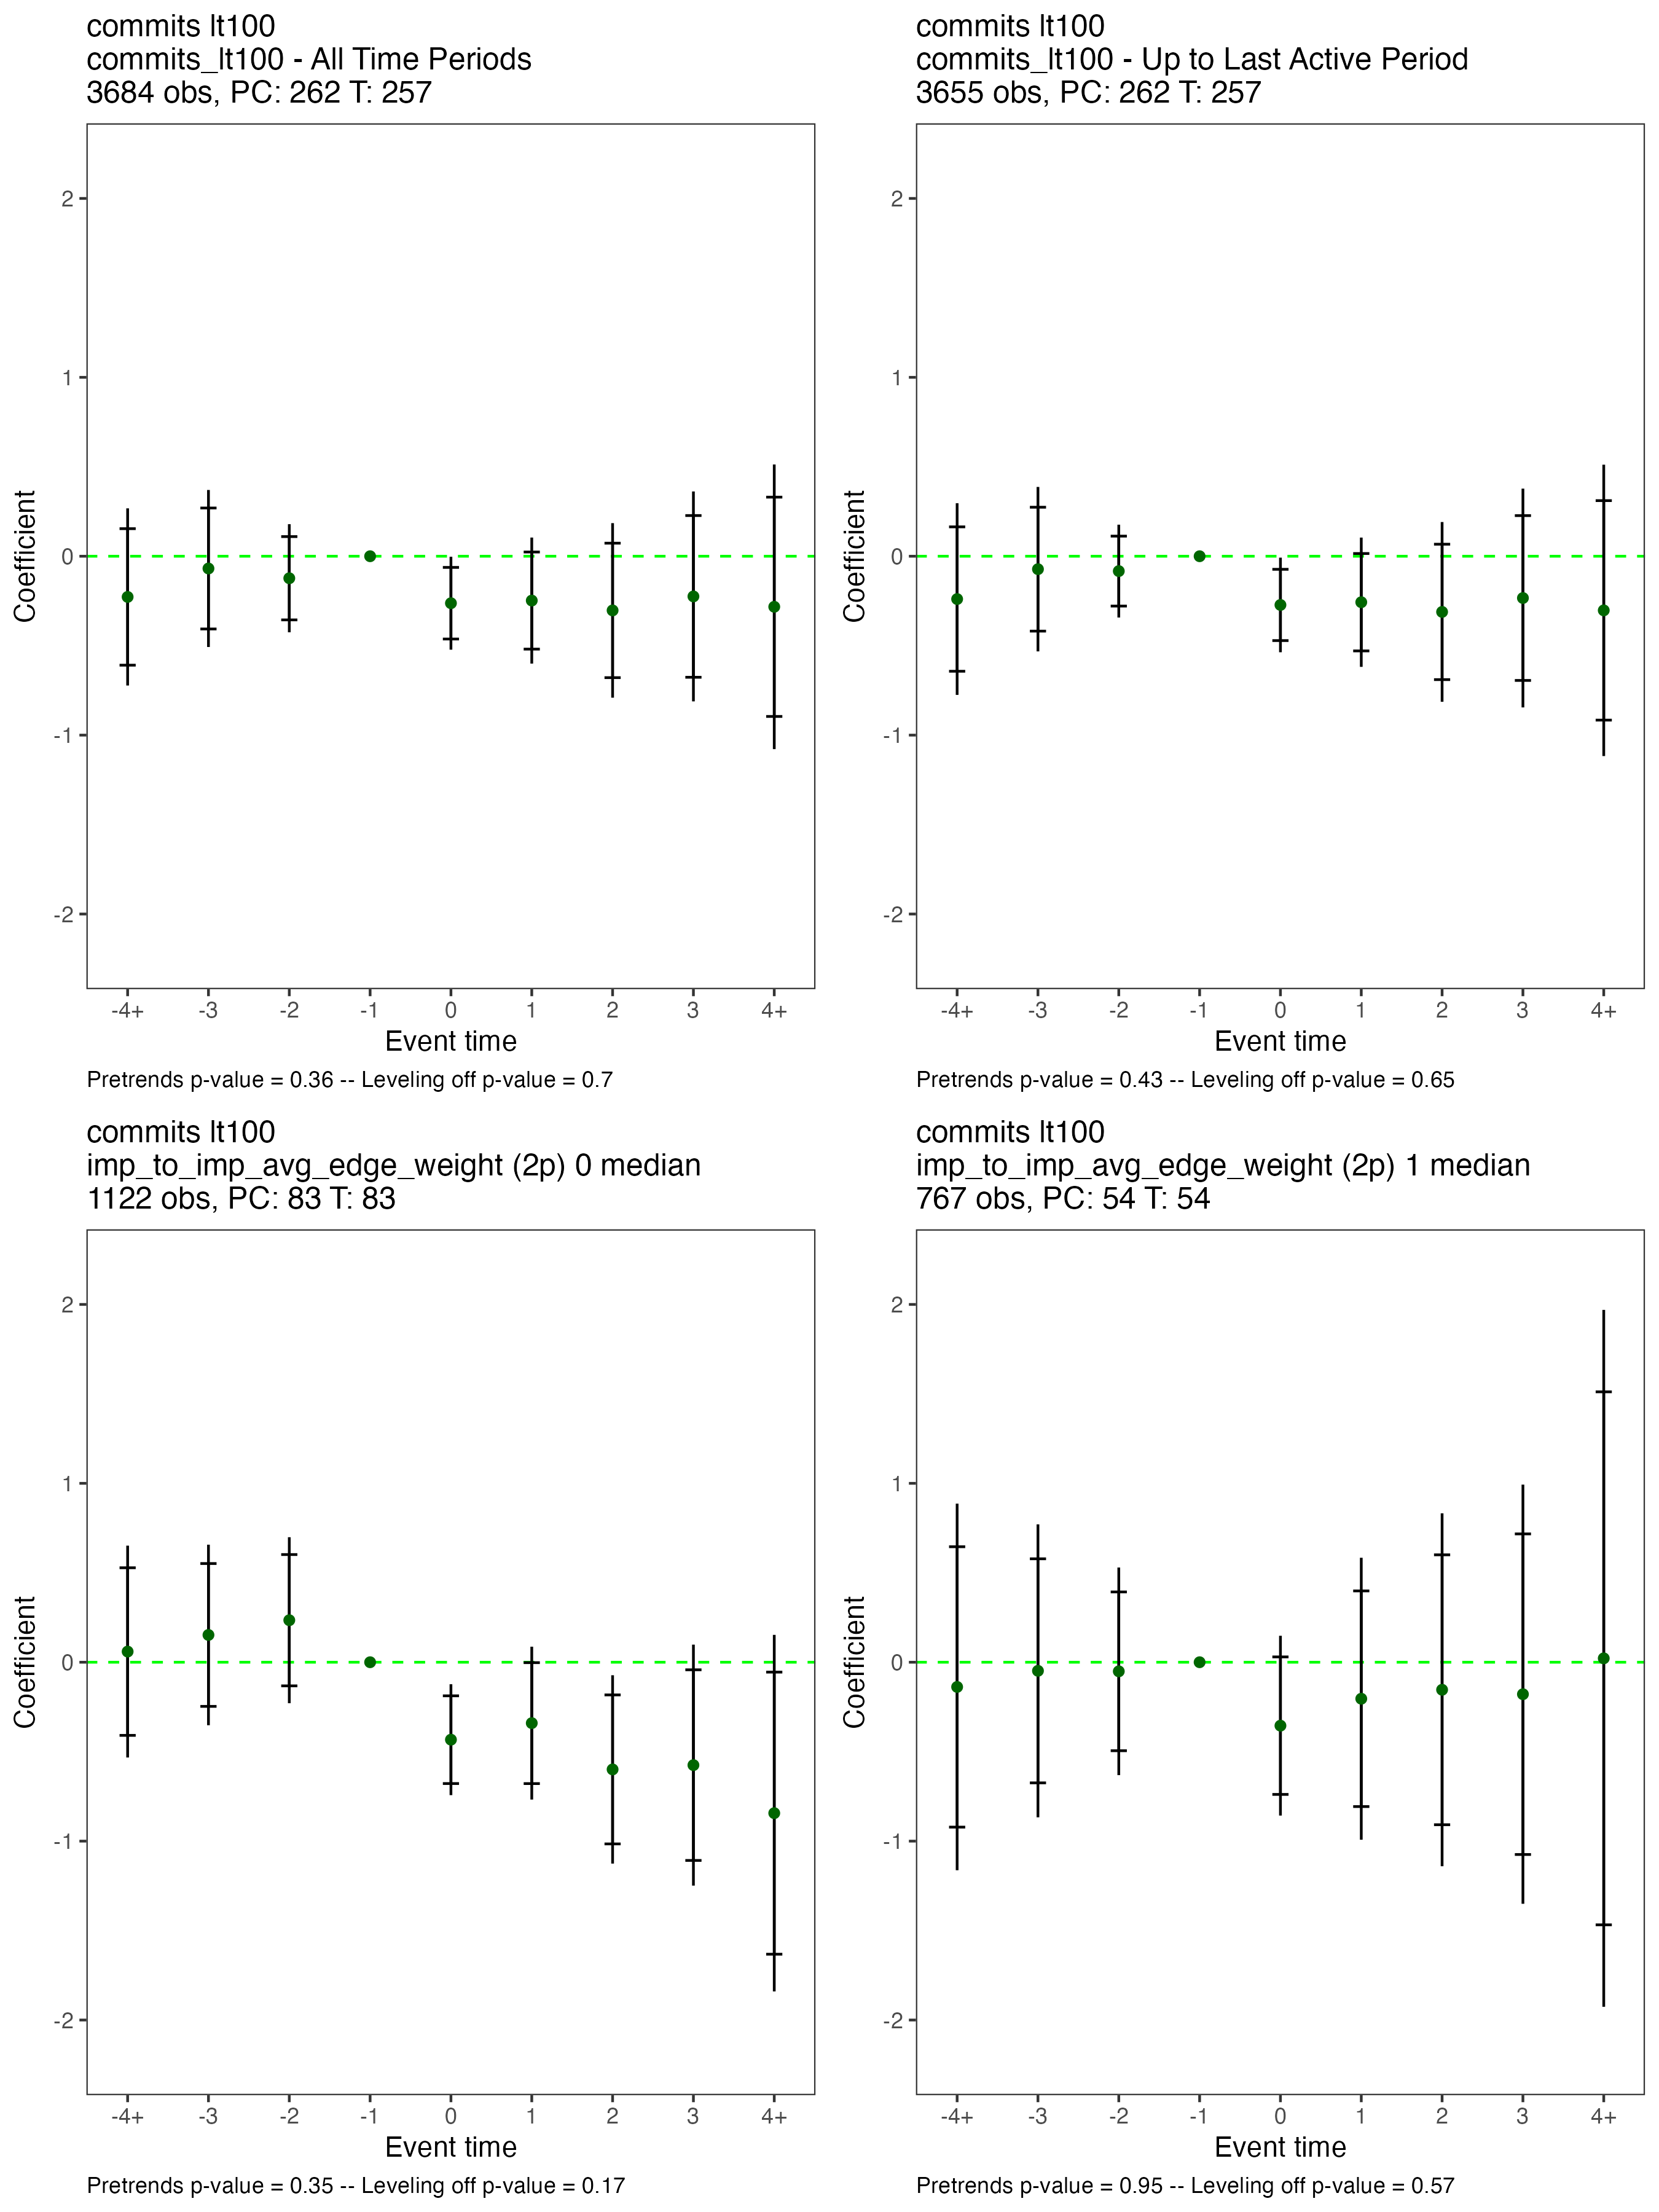 commits lt100
commits_lt100 - All Time Periods
3684 obs, PC: 262 T: 257
2
1
0
-1
-2
Coefficient
-4+ -3 -2 -1 0 1 2 3 4+
Event time
Pretrends p-value = 0.36 -- Leveling off p-value = 0.7
commits lt100
commits_lt100 - Up to Last Active Period
3655 obs, PC: 262 T: 257
2
1
0
-1
-2
Coefficient
-4+ -3 -2 -1 0 1 2 3 4+
Event time
Pretrends p-value = 0.43 -- Leveling off p-value = 0.65
commits lt100
imp_to_imp_avg_edge_weight (2p) 0 median
1122 obs, PC: 83 T: 83
2
1
0
-1
-2
Coefficient
-4+ -3 -2 -1 0 1 2 3 4+
Event time
Pretrends p-value = 0.35 -- Leveling off p-value = 0.17
commits lt100
imp_to_imp_avg_edge_weight (2p) 1 median
767 obs, PC: 54 T: 54
2
1
0
-1
-2
Coefficient
-4+ -3 -2 -1 0 1 2 3 4+
Event time
Pretrends p-value = 0.95 -- Leveling off p-value = 0.57